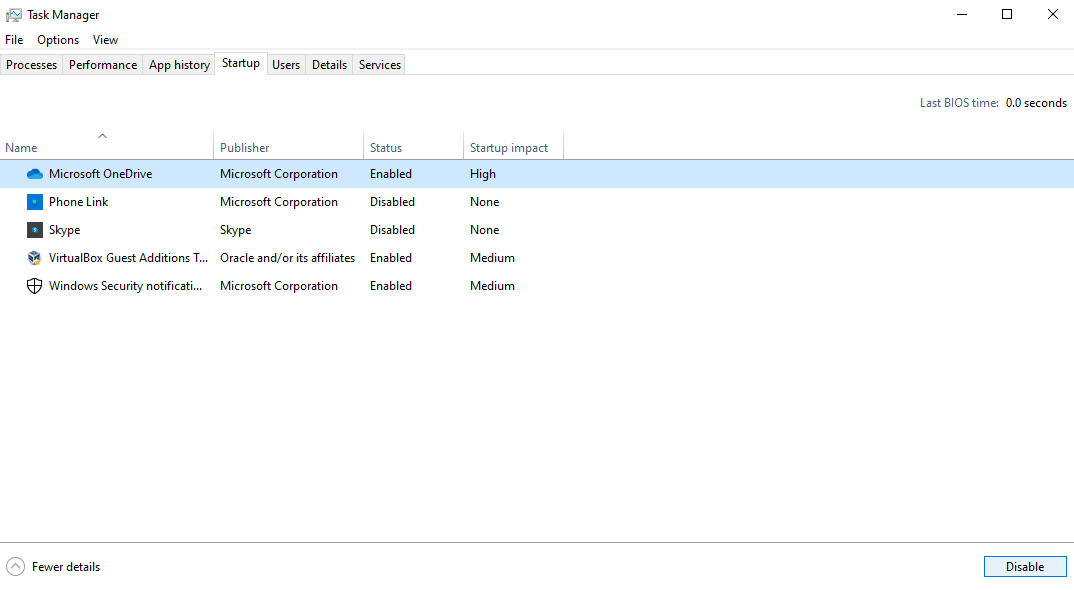 Task Manager
File Options View
Processes Performance App history Startup Users Details Services
Last BIOS time: 0.0 seconds
Name Publisher Status Startup impact
Microsoft OneDrive Microsoft Corporation Enabled High
Phone Link Microsoft Corporation Disabled None
Skype Skype Disabled None
VirtualBox Guest Additions T... Oracle and/or its affiliates Enabled Medium
Windows Security notificati... Microsoft Corporation Enabled Medium
Fewer details Disable